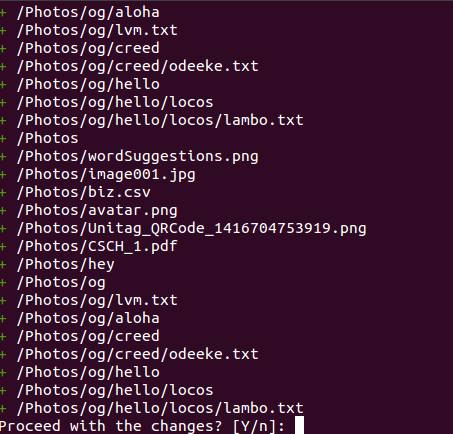 + /Photos/og/aloha
+ /Photos/og/lvm.txt
+ /Photos/og/creed
+ /Photos/og/creed/odeeke.txt
+ /Photos/og/hello
+ /Photos/og/hello/locos
+ /Photos/og/hello/locos/lambo.txt
+ /Photos
+ /Photos/wordSuggestions.png
+ /Photos/image001.jpg
+ /Photos/biz.csv
+ /Photos/avatar.png
+ /Photos/Unitag_QRCode_1416704753919.png
+ /Photos/CSCH_1.pdf
+ /Photos/hey
+ /Photos/og
+ /Photos/og/lvm.txt
+ /Photos/og/aloha
+ /Photos/og/creed
+ /Photos/og/creed/odeeke.txt
+ /Photos/og/hello
+ /Photos/og/hello/locos
+ /Photos/og/hello/locos/lambo.txt
Proceed with the changes? [Y/n]: